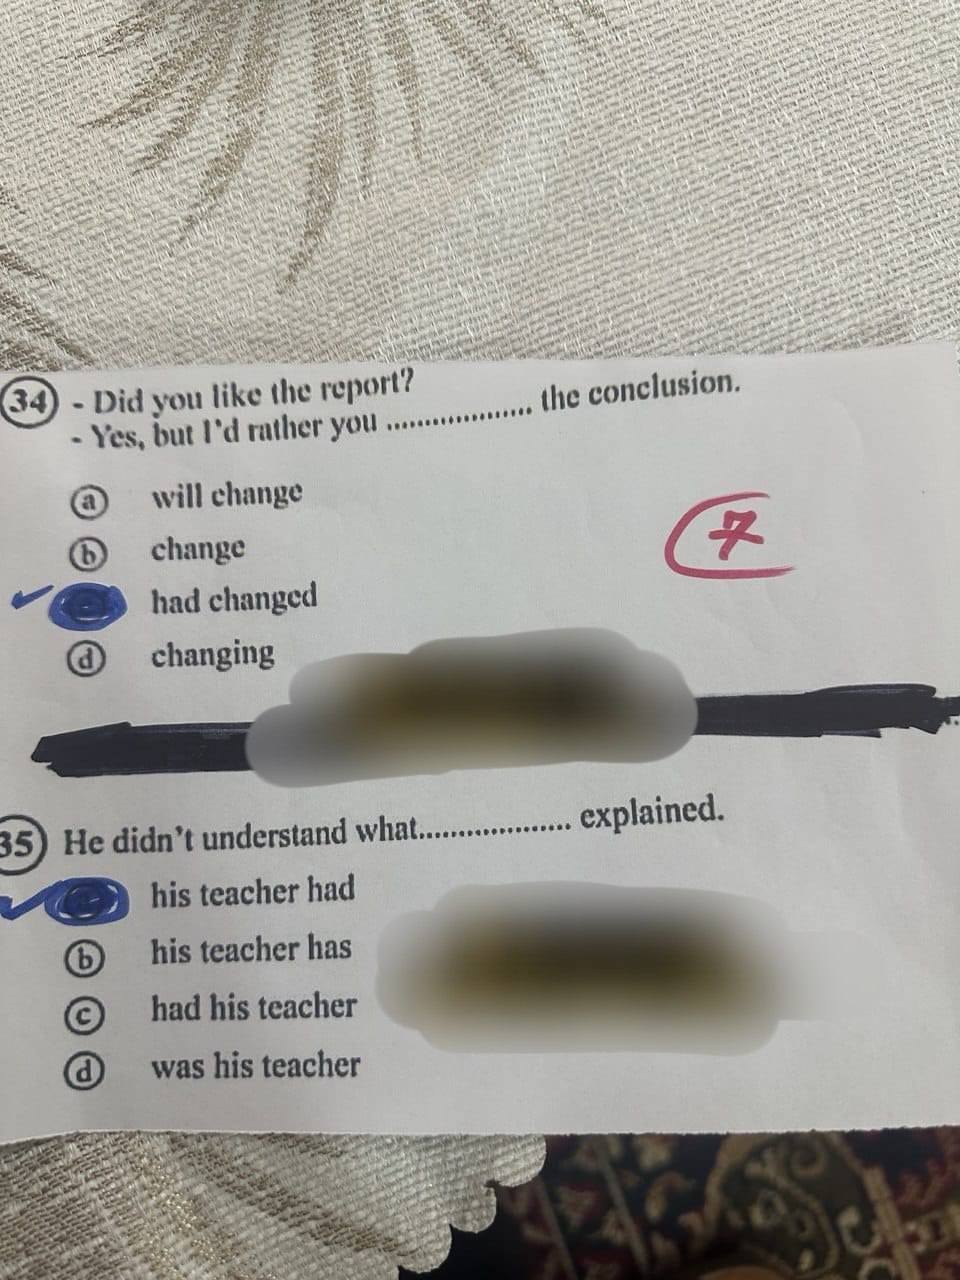 34 - Did you like the report?
- Yes, but I'd rather you .................. the conclusion.
a will change
b change
had changed
d changing
7
35 He didn't understand what................... explained.
his teacher had
b his teacher has
c had his teacher
d was his teacher